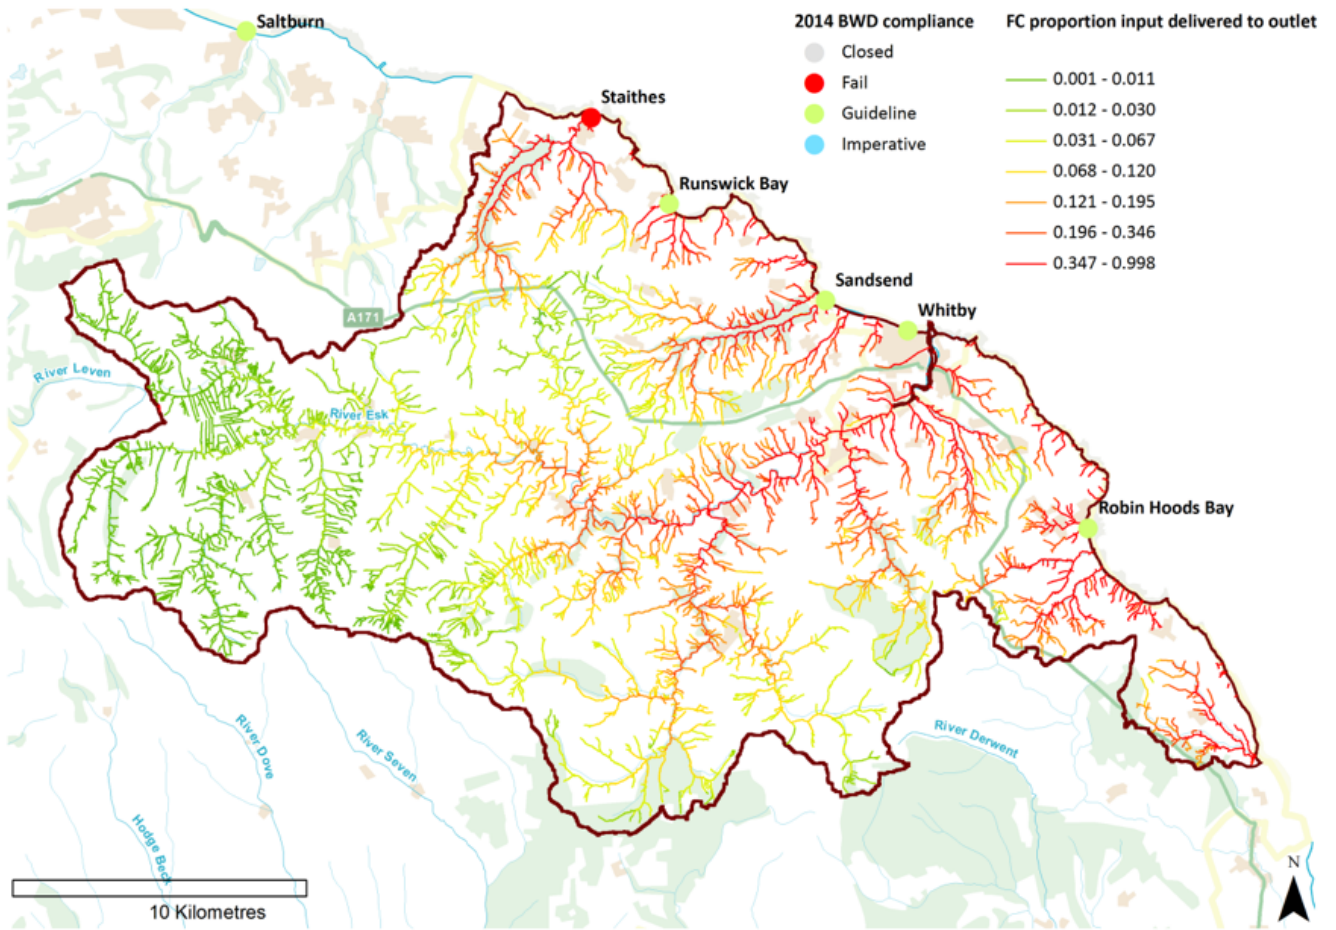 Saltburn
2014 BWD compliance
Closed
Fail
Guideline
Imperative
FC proportion input delivered to outlet
0.001 - 0.011
0.012 - 0.030
0.031 - 0.067
0.068 - 0.120
0.121 - 0.195
0.196 - 0.346
0.347 - 0.998
Staithes
Runswick Bay
Sandsend
Whitby
A171
River Leven
River Esk
Robin Hoods Bay
River Dove
River Seven
River Derwent
Hodge Beck
10 Kilometres
N